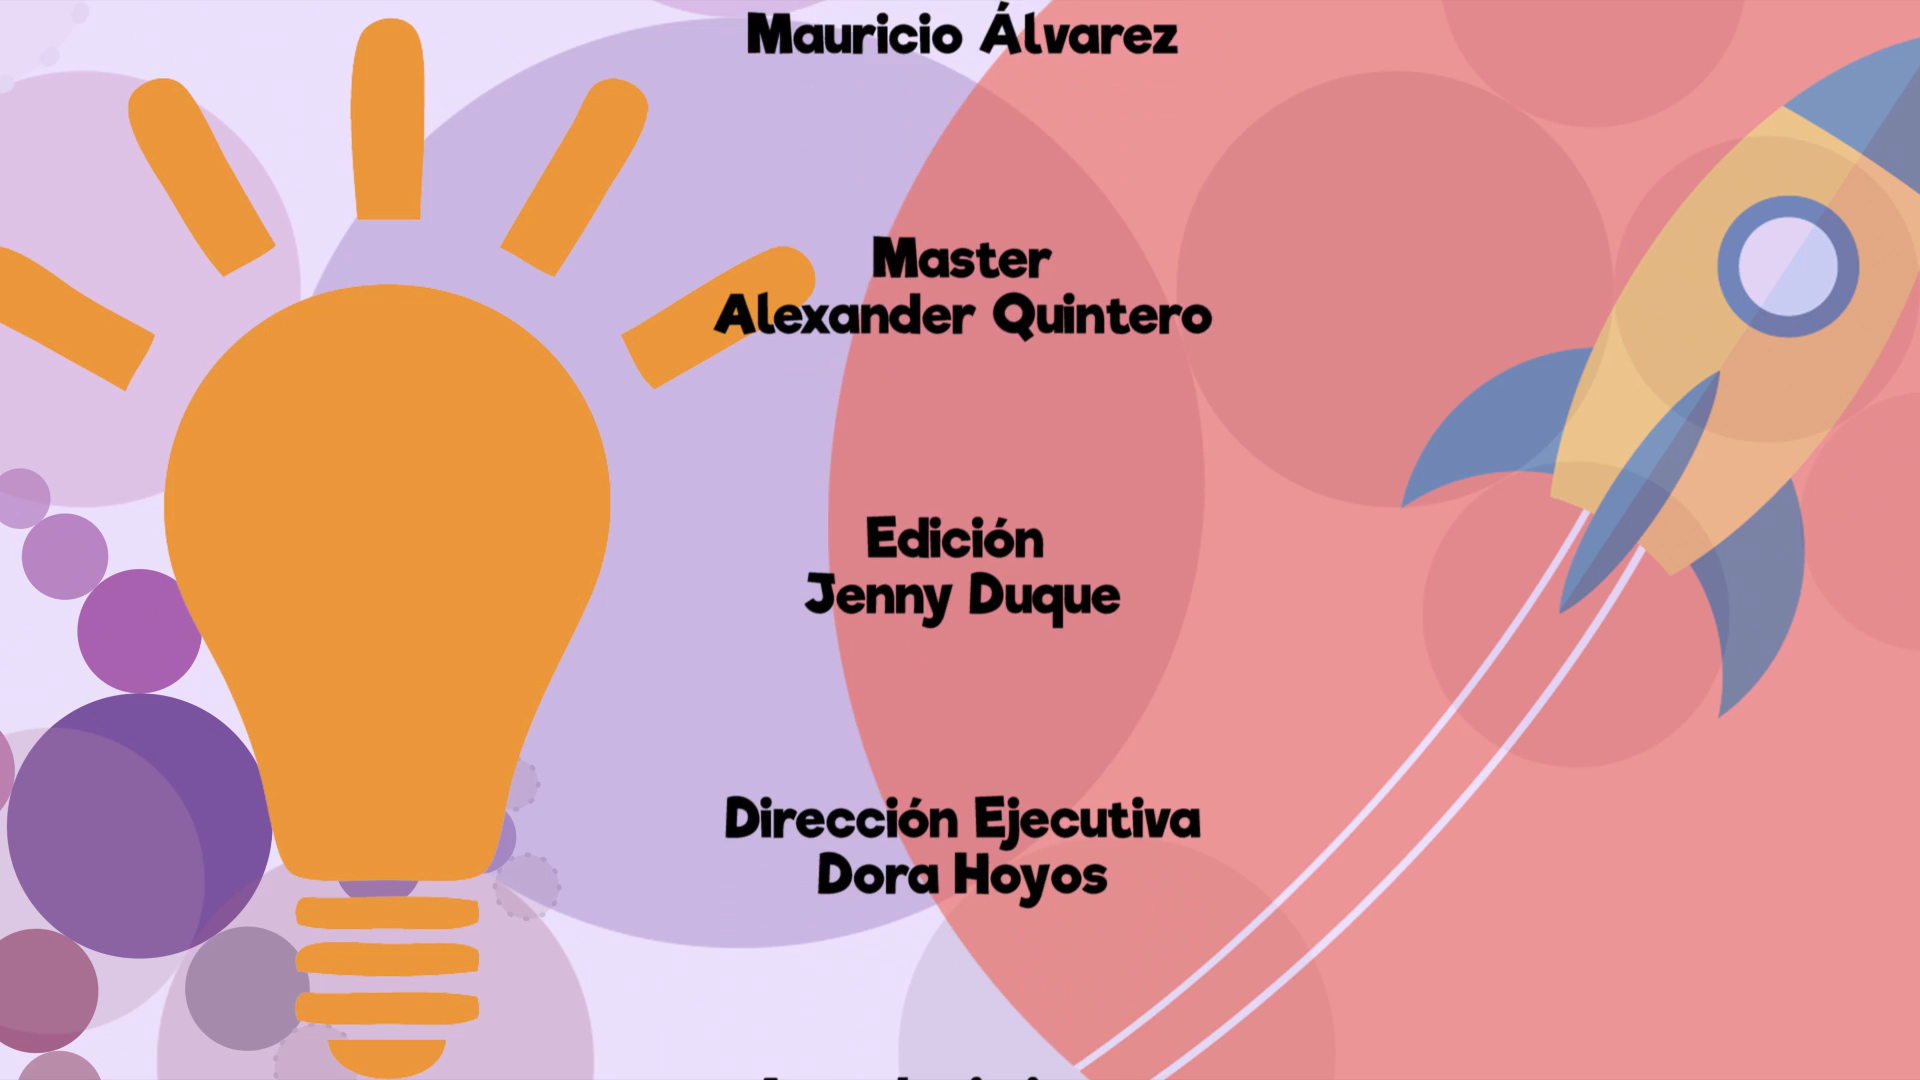 Mauricio Álvarez
Master
Alexander Quintero
Edición
Jenny Duque
Dirección Ejecutiva
Dora Hoyos